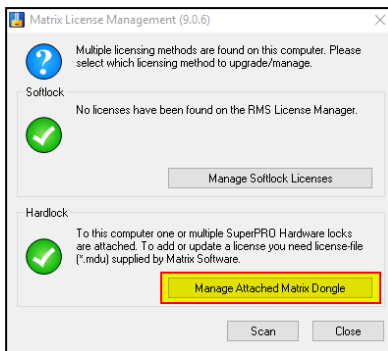 Matrix License Management (9.0.6)
Multiple licensing methods are found on this computer. Please
select which licensing method to upgrade/manage.
Softlock
No licenses have been found on the RMS License Manager.
Manage Softlock Licenses
Hardlock
To this computer one or multiple SuperPRO Hardware locks
are attached. To add or update a license you need license-file
(*.mdu) supplied by Matrix Software.
Manage Attached Matrix Dongle
Scan
Close